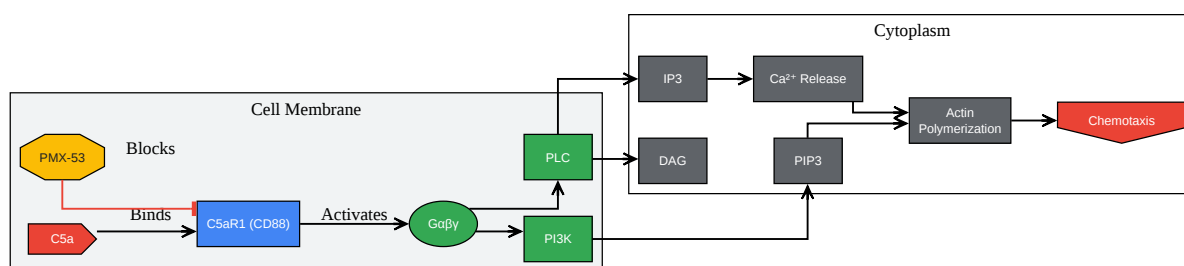 Cytoplasm
IP3
Ca²⁺ Release
Cell Membrane
Actin
Polymerization
Chemotaxis
PMX-53
Blocks
PLC
DAG
PIP3
Binds
C5aR1 (CD88)
Activates
Gαβγ
C5a
PI3K